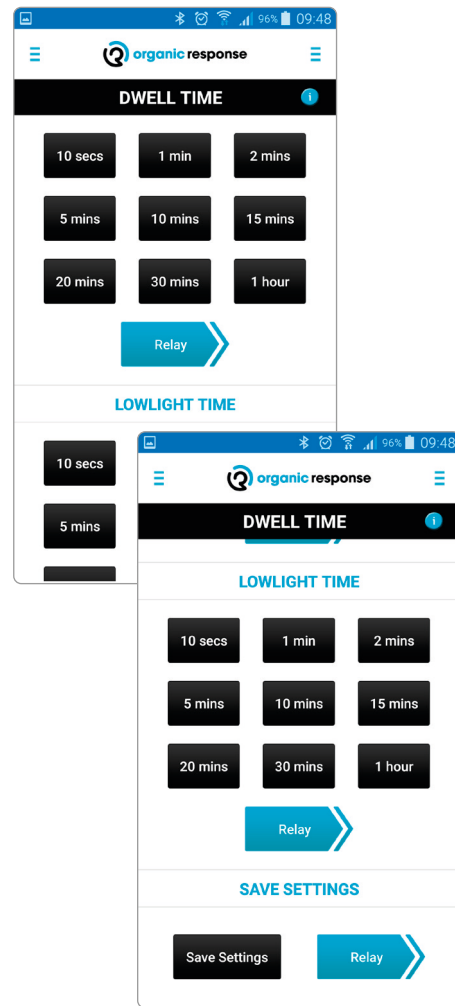 96% 09:48
organic response
DWELL TIME i
10 secs 1 min 2 mins
5 mins 10 mins 15 mins
20 mins 30 mins 1 hour
Relay
LOWLIGHT TIME
10 secs
5 mins
96% 09:48
organic response
DWELL TIME i
LOWLIGHT TIME
10 secs 1 min 2 mins
5 mins 10 mins 15 mins
20 mins 30 mins 1 hour
Relay
SAVE SETTINGS
Save Settings Relay